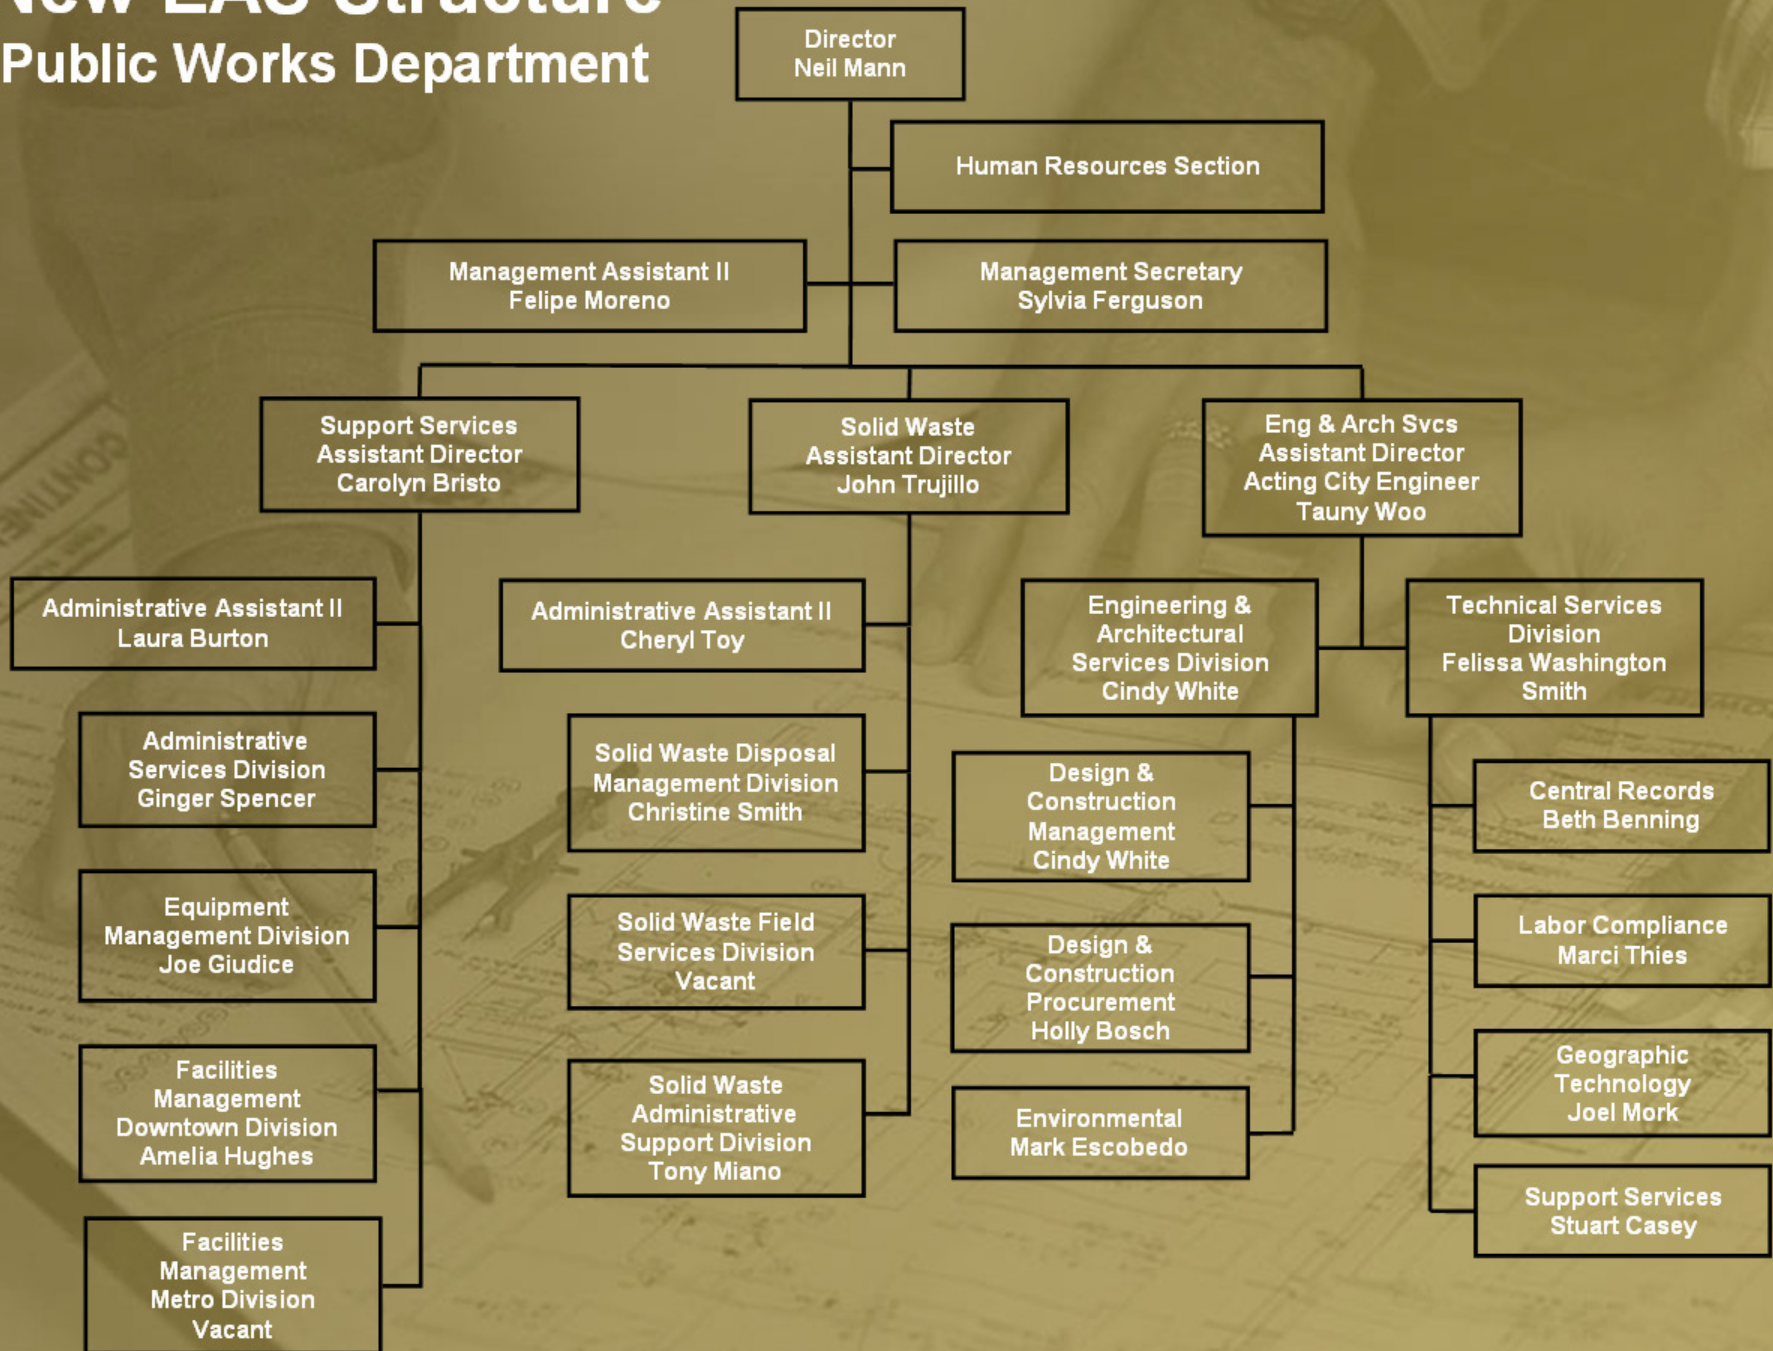 New EAS Structure
Public Works Department
Director
Neil Mann
Human Resources Section
Management Assistant II
Felipe Moreno
Management Secretary
Sylvia Ferguson
Support Services
Assistant Director
Carolyn Bristo
Solid Waste
Assistant Director
John Trujillo
Eng & Arch Svcs
Assistant Director
Acting City Engineer
Tauny Woo
Administrative Assistant II
Laura Burton
Administrative
Services Division
Ginger Spencer
Equipment
Management Division
Joe Giudice
Facilities
Management
Downtown Division
Amelia Hughes
Facilities
Management
Metro Division
Vacant
Administrative Assistant II
Cheryl Toy
Solid Waste Disposal
Management Division
Christine Smith
Solid Waste Field
Services Division
Vacant
Solid Waste
Administrative
Support Division
Tony Miano
Engineering &
Architectural
Services Division
Cindy White
Design &
Construction
Management
Cindy White
Design &
Construction
Procurement
Holly Bosch
Environmental
Mark Escobedo
Technical Services
Division
Felissa Washington
Smith
Central Records
Beth Benning
Labor Compliance
Marci Thies
Geographic
Technology
Joel Mork
Support Services
Stuart Casey